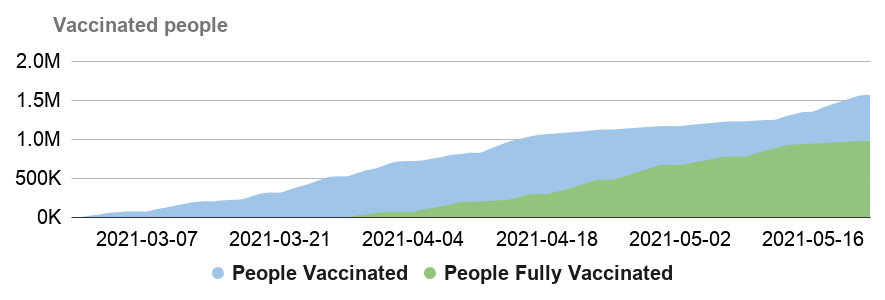 Vaccinated people
2.0M
1.5M
1.0M
500K
0K
2021-03-07 2021-03-21 2021-04-04 2021-04-18 2021-05-02 2021-05-16
People Vaccinated People Fully Vaccinated